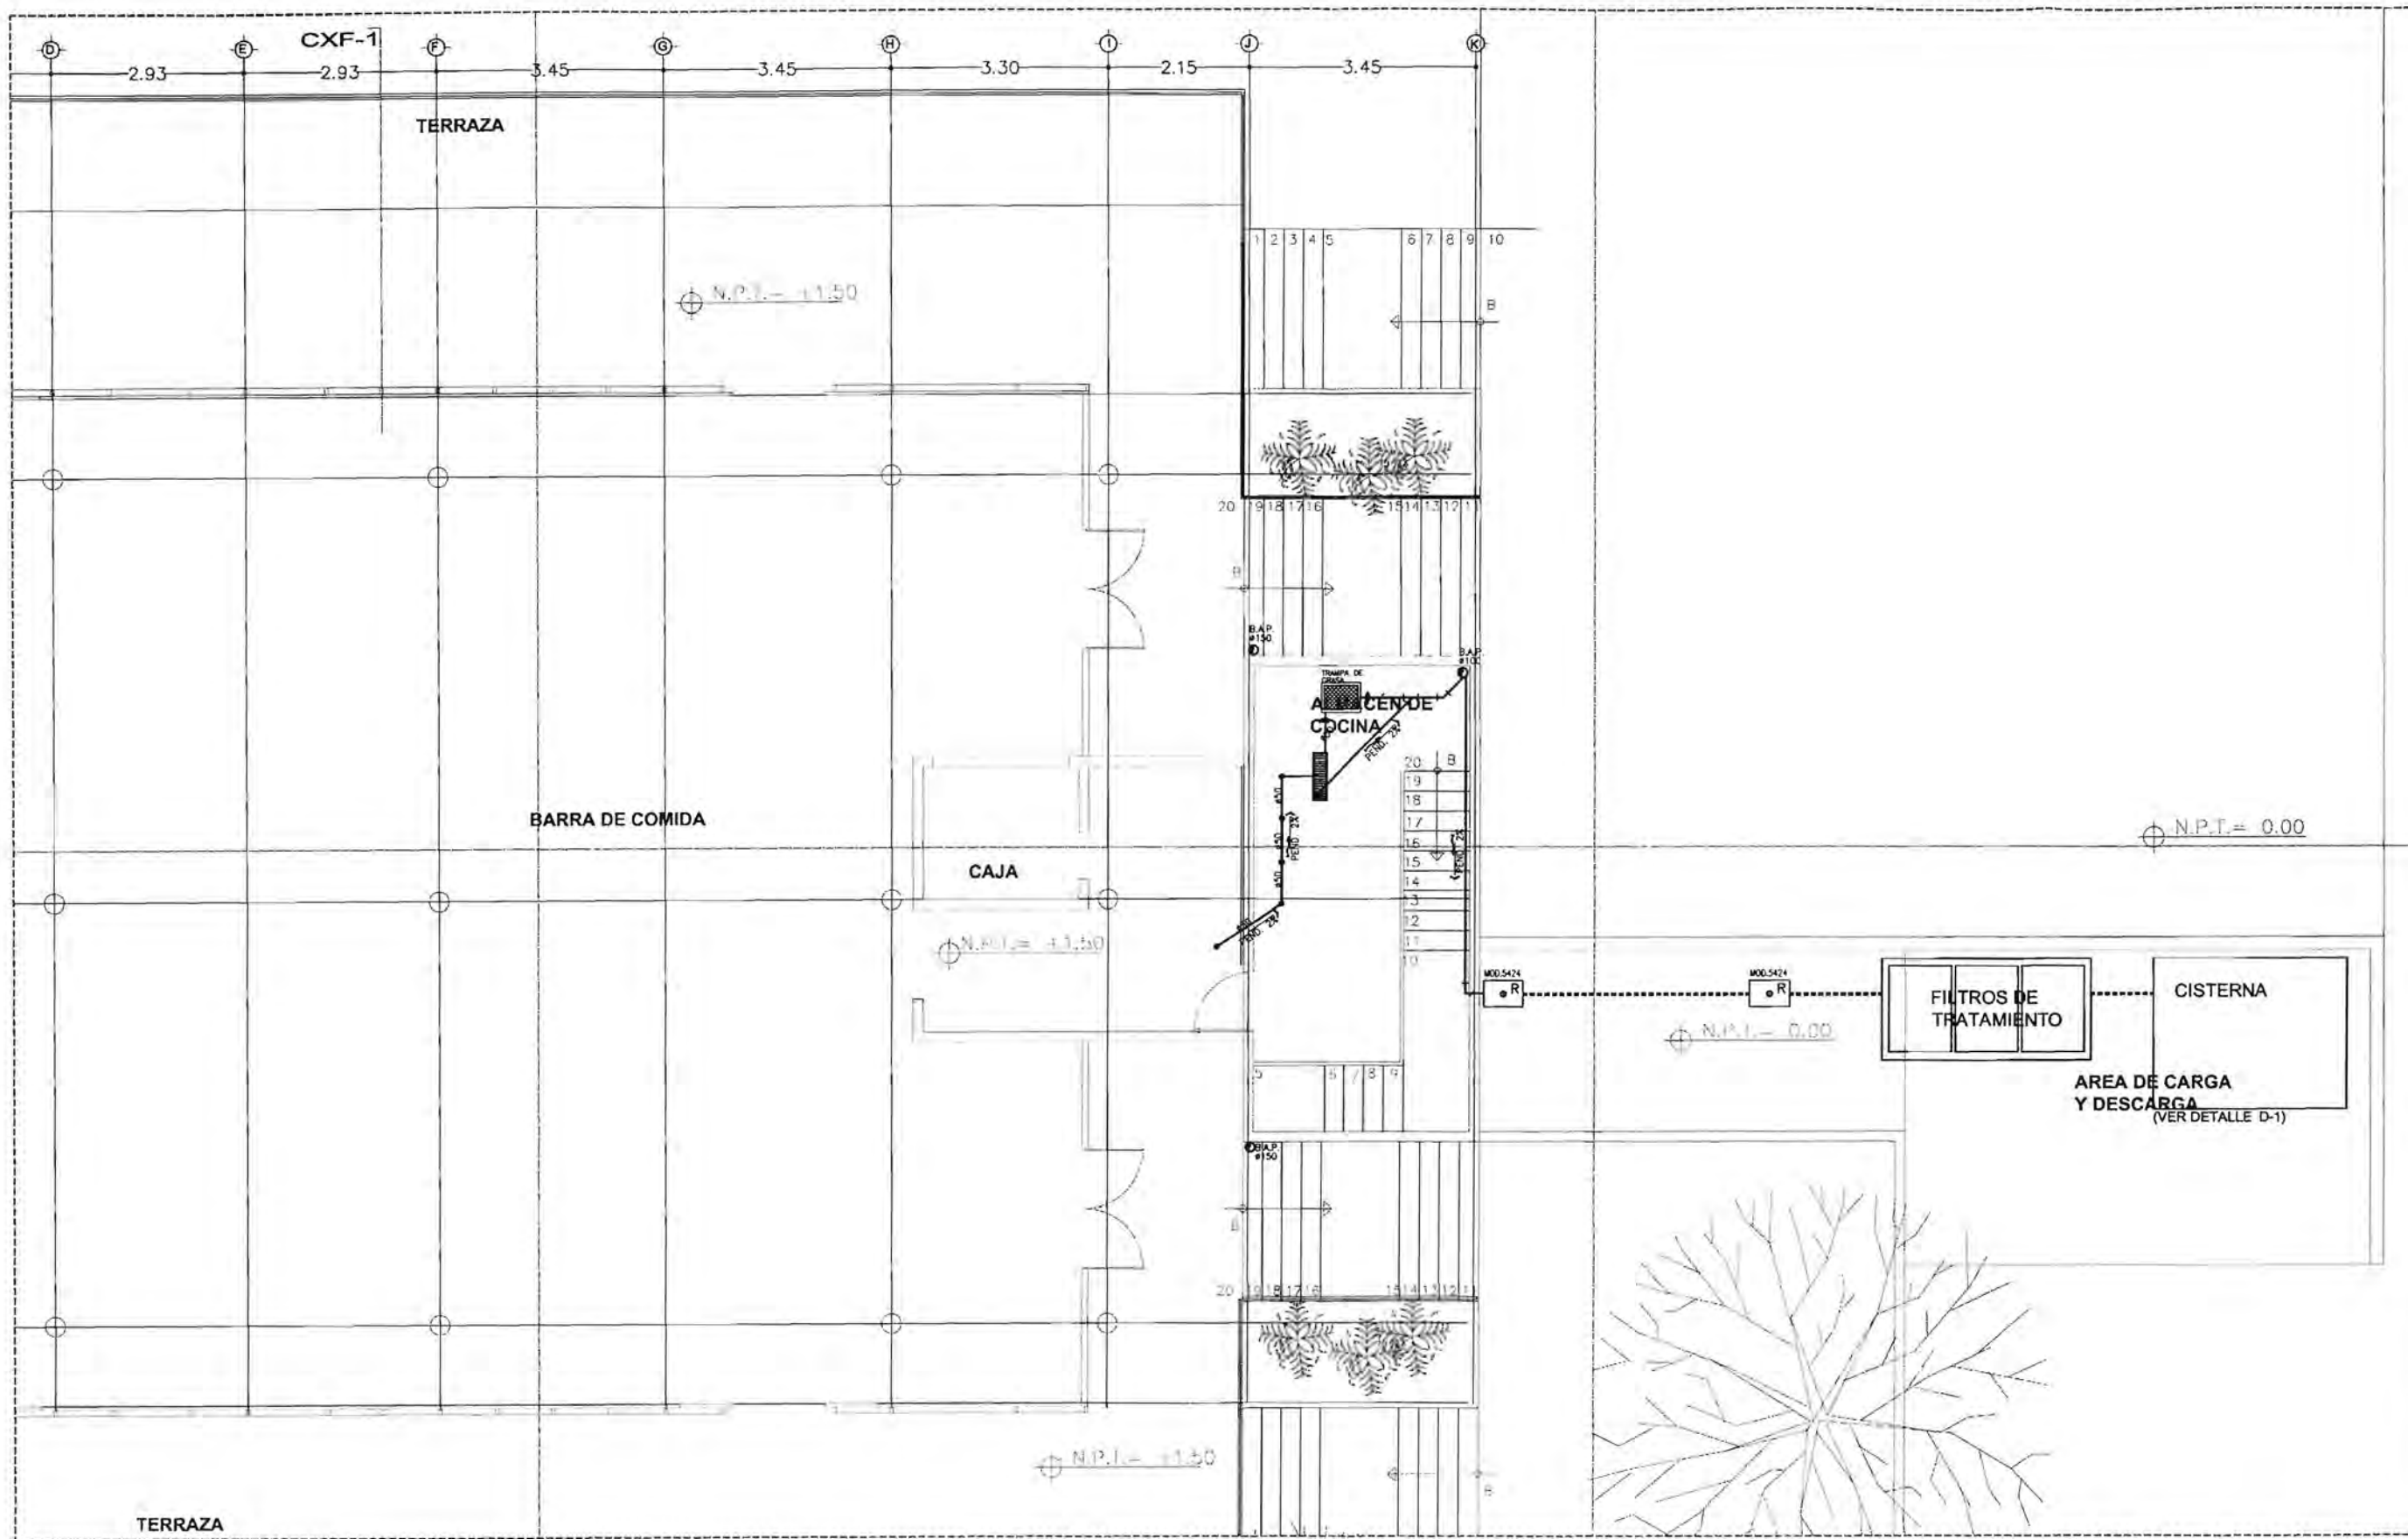 D E CXF-1 F G H I J K
2.93 2.93 3.45 3.45 3.30 2.15 3.45
TERRAZA
1 2 3 4 5 6 7 8 9 10
N.P.T.= +1.50
B
20 19 18 17 16 15 14 13 12 11
B
B.A.P.
ø150
B.A.P.
ø100
TRAMPA DE
GRASA
ALMACEN DE
COCINA
PEND. 2%
20 B
19
18
17
16
15
14
13
12
11
10
ø50
ø50
PEND. 2%
ø50
PEND. 2%
PEND. 2%
BARRA DE COMIDA
CAJA
N.P.T.= 0.00
N.P.T.= +1.50
MOD.5424
R
MOD.5424
R
FILTROS DE
TRATAMIENTO
CISTERNA
N.P.T.= 0.00
5 6 7 8 9
AREA DE CARGA
Y DESCARGA
(VER DETALLE D-1)
B.A.P.
ø150
B
20 19 18 17 16 15 14 13 12 11
N.P.T.= +1.50
B
TERRAZA